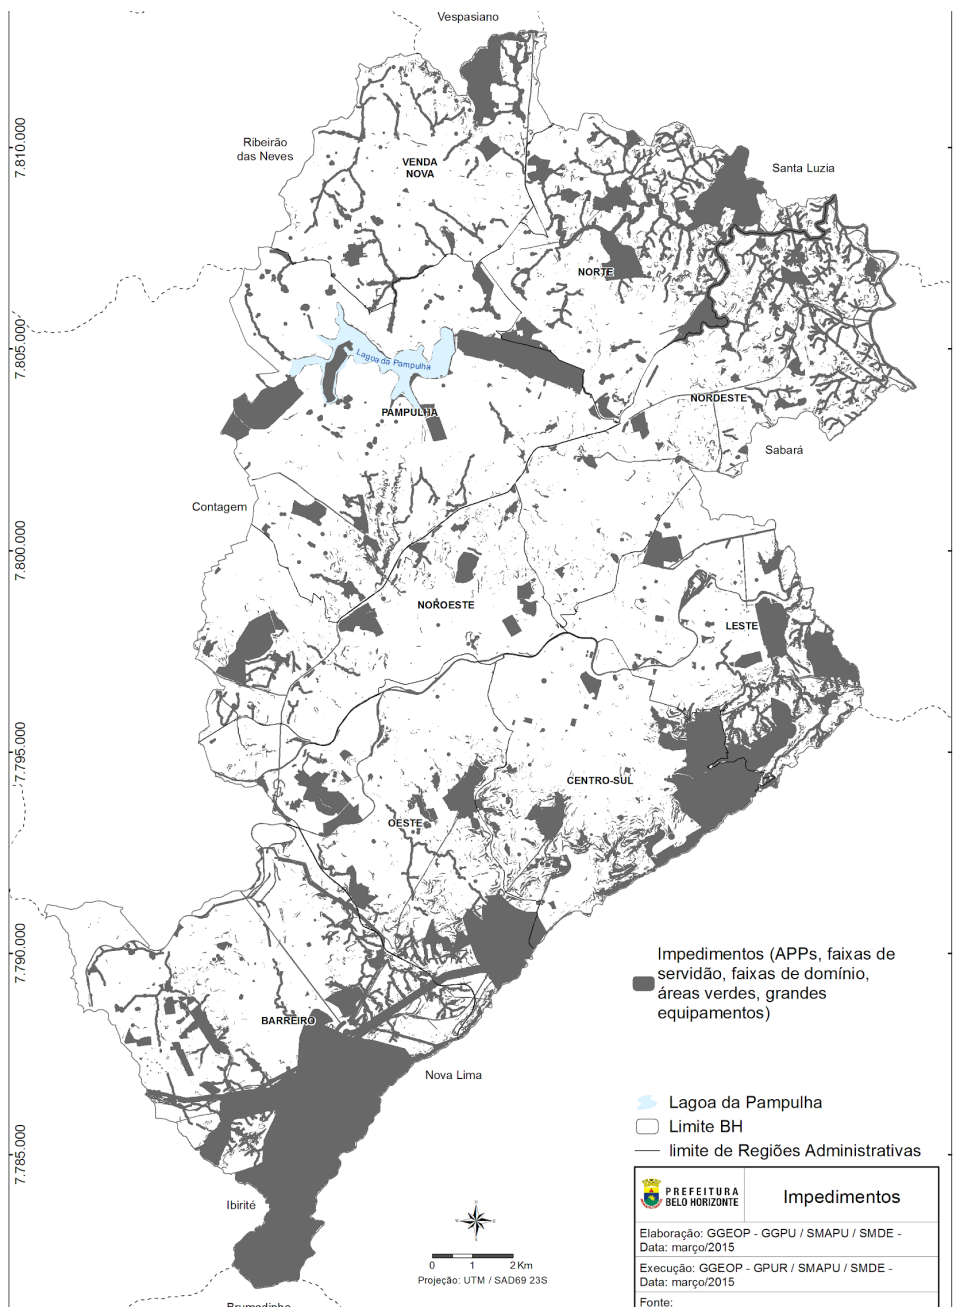 Vespasiano
7.810.000
Ribeirão
das Neves
VENDA
NOVA
Santa Luzia
NORTE
7.805.000
Lagoa da Pampulha
PAMPULHA
NORDESTE
Sabará
Contagem
7.800.000
NOROESTE
LESTE
7.795.000
CENTRO-SUL
OESTE
7.790.000
Impedimentos (APPs, faixas de
servidão, faixas de domínio,
áreas verdes, grandes
equipamentos)
BARREIRO
Nova Lima
Lagoa da Pampulha
Limite BH
limite de Regiões Administrativas
7.785.000
Ibirité
PREFEITURA
BELO HORIZONTE
Impedimentos
N
W
E
S
0 1 2 Km
Projeção: UTM / SAD69 23S
Elaboração: GGEOP - GGPU / SMAPU / SMDE -
Data: março/2015
Execução: GGEOP - GPUR / SMAPU / SMDE -
Data: março/2015
Fonte:
Brumadinho